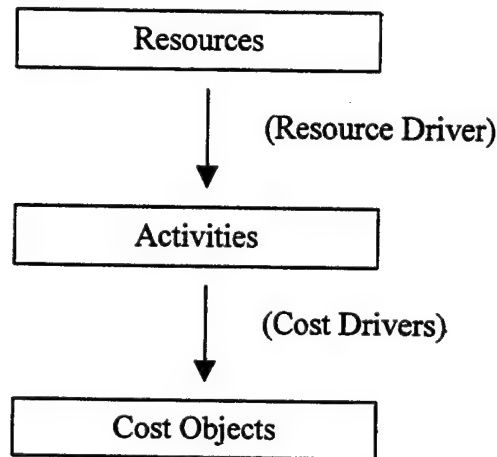 Resources
(Resource Driver)
Activities
(Cost Drivers)
Cost Objects